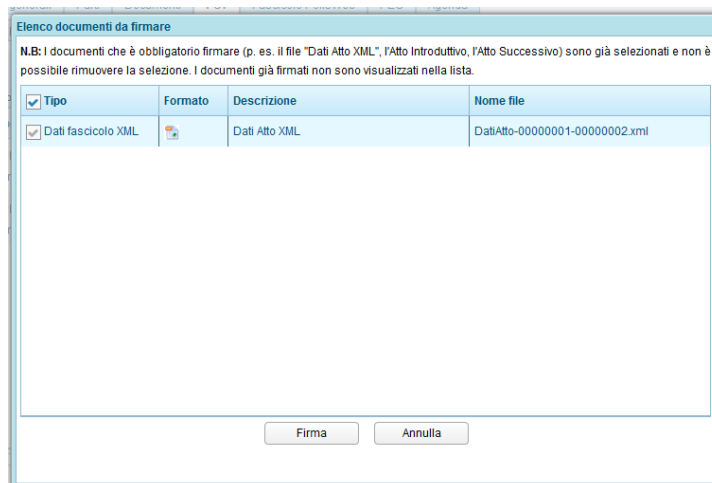 Elenco documenti da firmare
N.B: I documenti che è obbligatorio firmare (p. es. il file "Dati Atto XML", l'Atto Introduttivo, l'Atto Successivo) sono già selezionati e non è
possibile rimuovere la selezione. I documenti già firmati non sono visualizzati nella lista.
Tipo Formato Descrizione Nome file
Dati fascicolo XML Dati Atto XML DatiAtto-00000001-00000002.xml
Firma Annulla